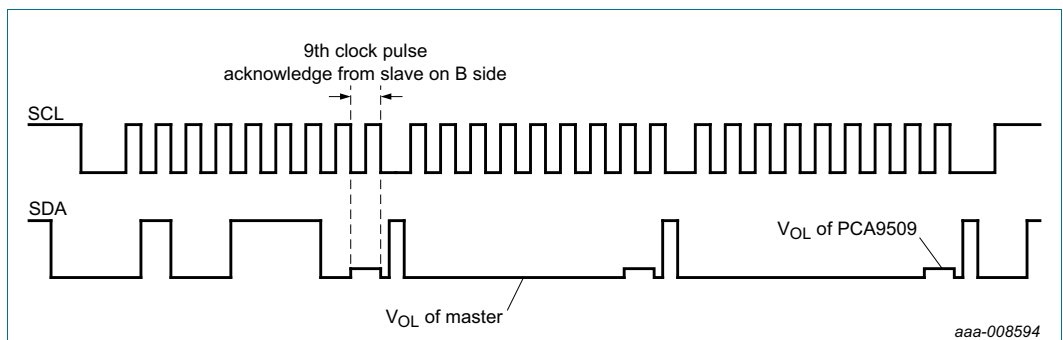 9th clock pulse
acknowledge from slave on B side
SCL
SDA
VOL of PCA9509
VOL of master
aaa-008594